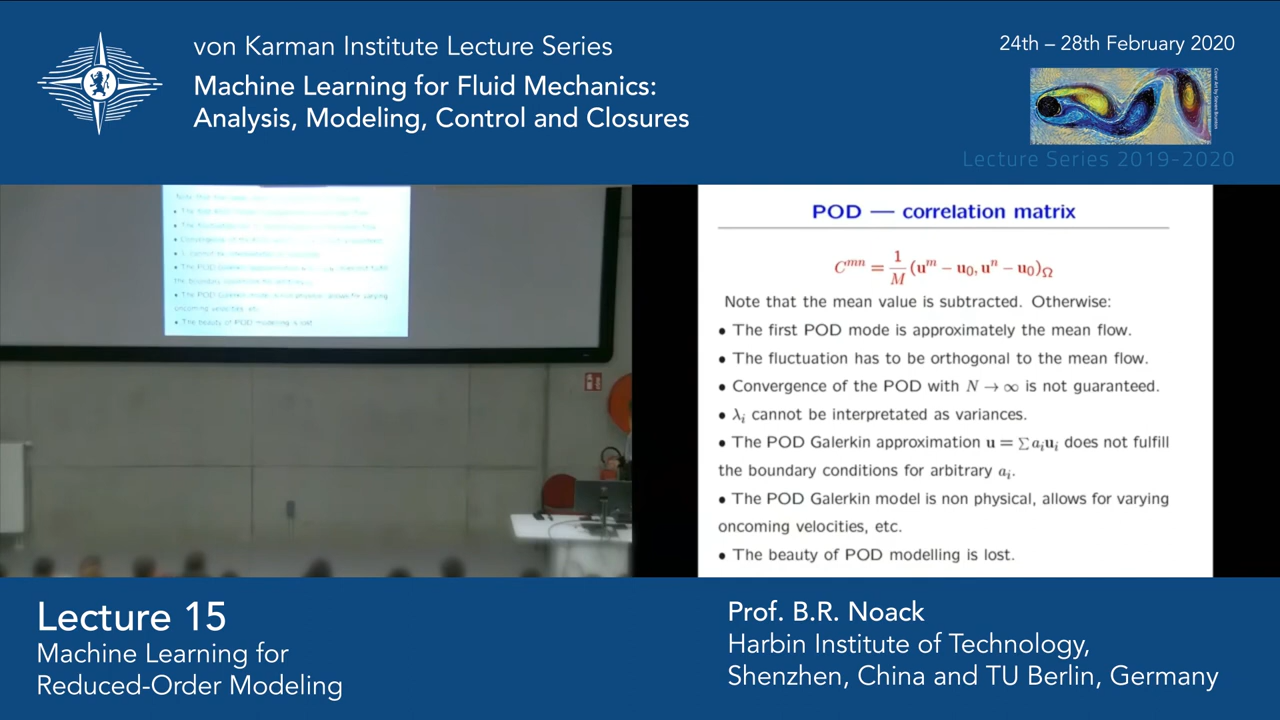 von Karman Institute Lecture Series
Machine Learning for Fluid Mechanics:
Analysis, Modeling, Control and Closures
24th – 28th February 2020
Lecture Series 2019-2020
POD — correlation matrix
C^{mn} = \frac{1}{M} (u^m − u_0, u^n − u_0)_Ω
Note that the mean value is subtracted. Otherwise:
• The first POD mode is approximately the mean flow.
• The fluctuation has to be orthogonal to the mean flow.
• Convergence of the POD with N → ∞ is not guaranteed.
• λ_i cannot be interpretated as variances.
• The POD Galerkin approximation u = Σ a_i u_i does not fulfill
the boundary conditions for arbitrary a_i.
• The POD Galerkin model is non physical, allows for varying
oncoming velocities, etc.
• The beauty of POD modelling is lost.
Lecture 15
Machine Learning for
Reduced-Order Modeling
Prof. B.R. Noack
Harbin Institute of Technology,
Shenzhen, China and TU Berlin, Germany